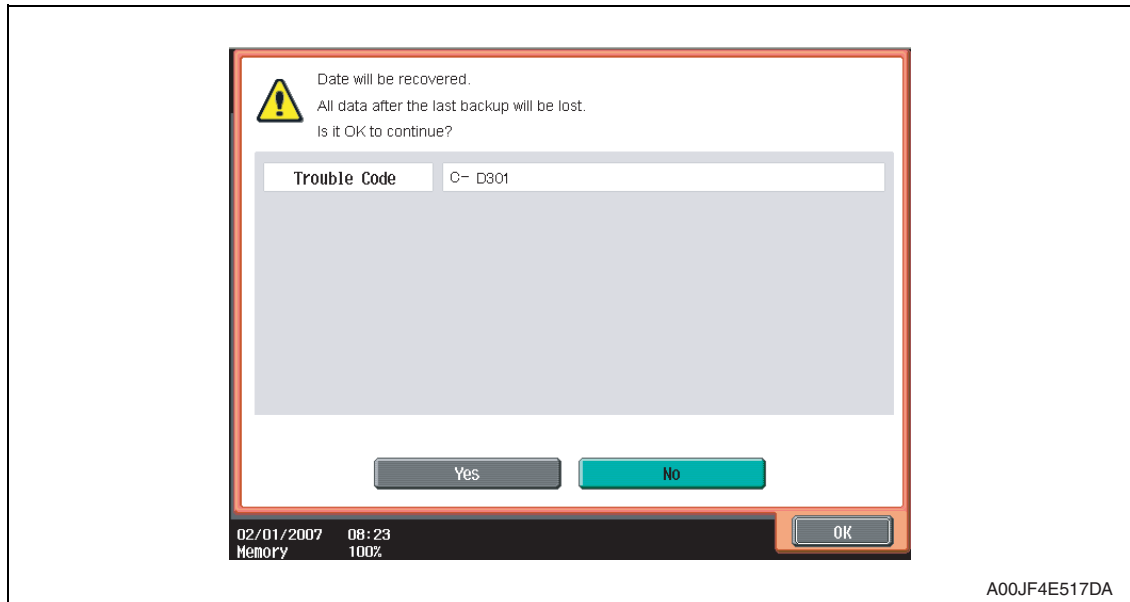 Date will be recovered.
All data after the last backup will be lost.
Is it OK to continue?
Trouble Code
C- D301
Yes
No
02/01/2007 08:23
Memory 100%
OK
A00JF4E517DA